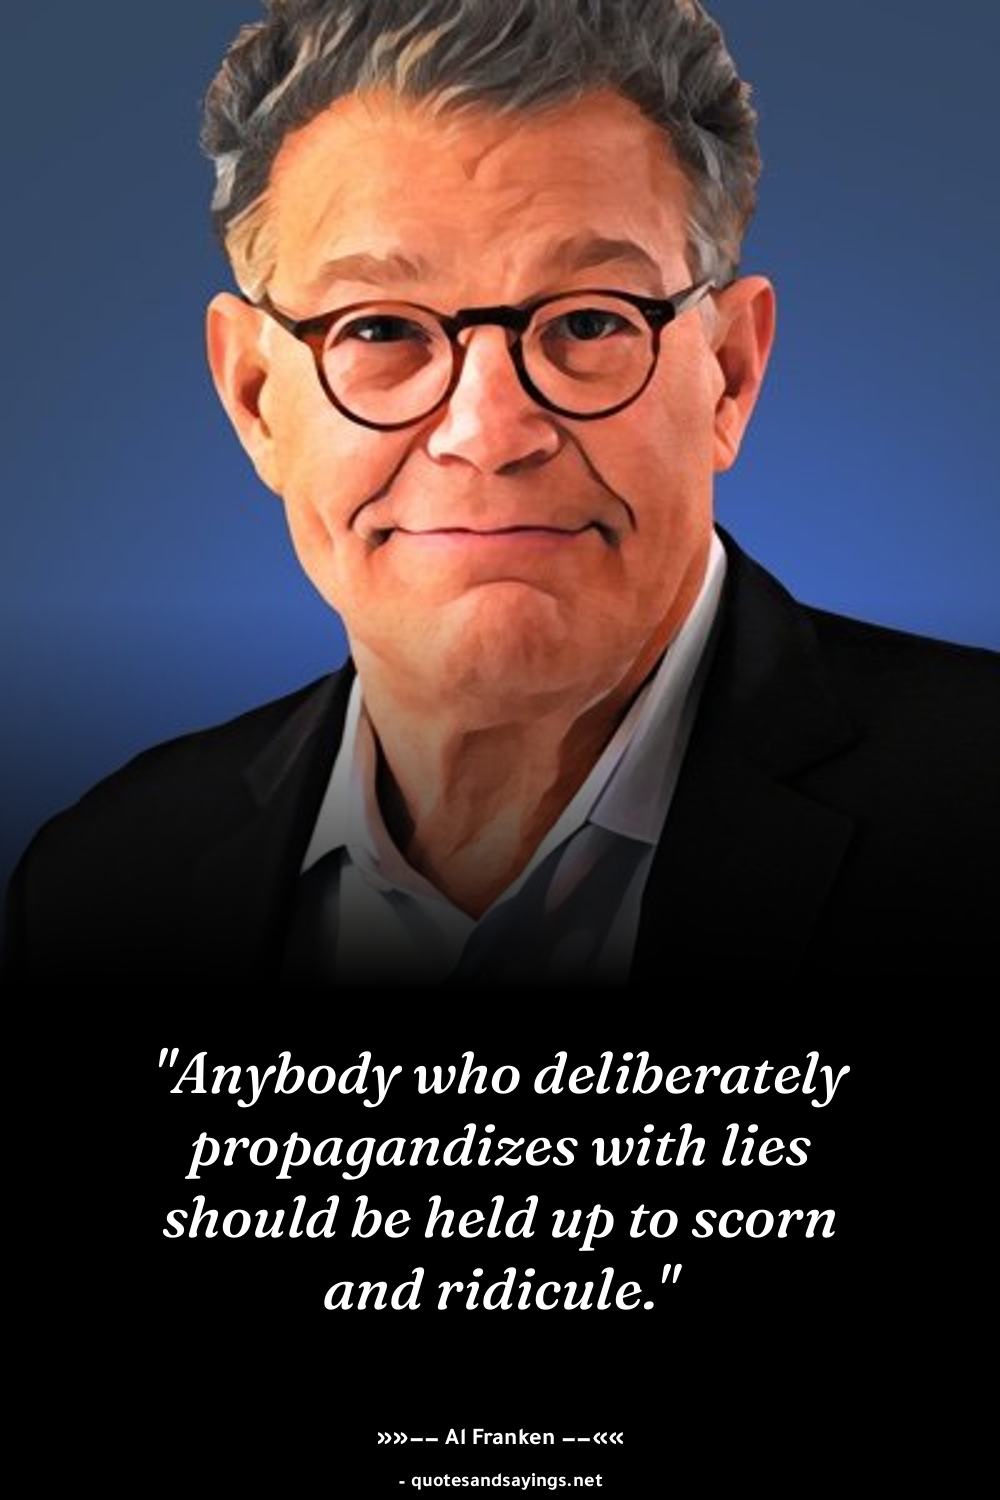 "Anybody who deliberately
propagandizes with lies
should be held up to scorn
and ridicule."
»»–– Al Franken ––««
- quotesandsayings.net